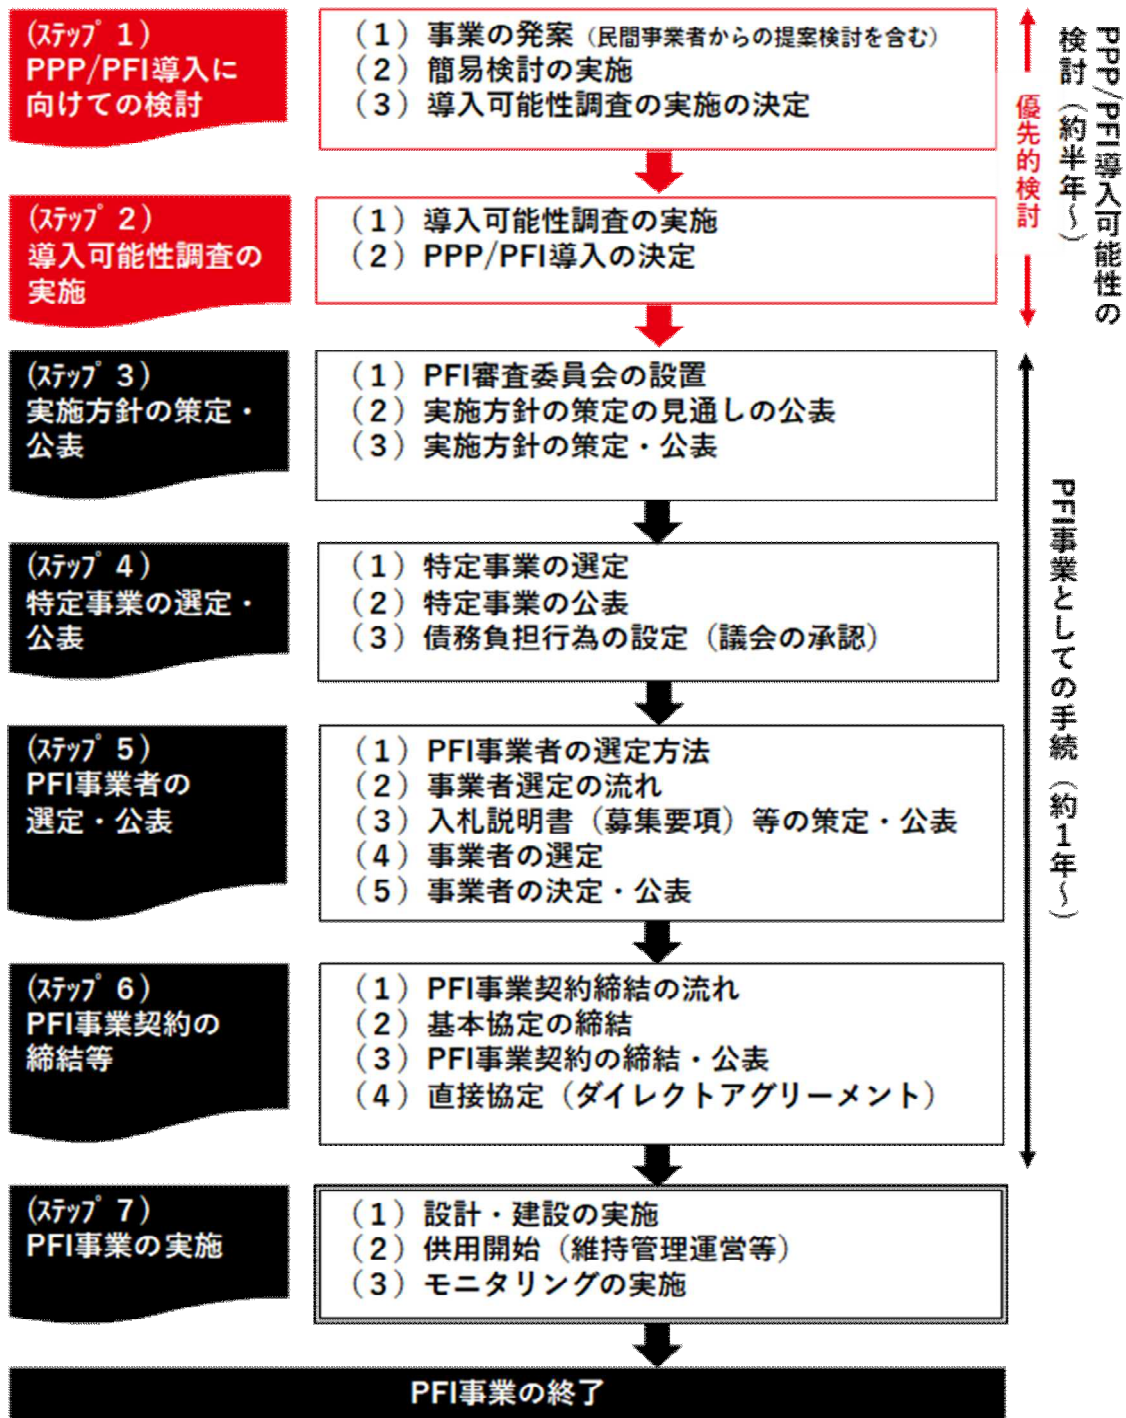 (ｽﾃｯﾌﾟ 1)
PPP/PFI導入に
向けての検討
(1) 事業の発案 (民間事業者からの提案検討を含む)
(2) 簡易検討の実施
(3) 導入可能性調査の実施の決定
(ｽﾃｯﾌﾟ 2)
導入可能性調査の
実施
(1) 導入可能性調査の実施
(2) PPP/PFI導入の決定
優先的検討
PPP/PFI導入可能性の
検討（約半年～）
(ｽﾃｯﾌﾟ 3)
実施方針の策定・
公表
(1) PFI審査委員会の設置
(2) 実施方針の策定の見通しの公表
(3) 実施方針の策定・公表
(ｽﾃｯﾌﾟ 4)
特定事業の選定・
公表
(1) 特定事業の選定
(2) 特定事業の公表
(3) 債務負担行為の設定（議会の承認）
(ｽﾃｯﾌﾟ 5)
PFI事業者の
選定・公表
(1) PFI事業者の選定方法
(2) 事業者選定の流れ
(3) 入札説明書（募集要項）等の策定・公表
(4) 事業者の選定
(5) 事業者の決定・公表
(ｽﾃｯﾌﾟ 6)
PFI事業契約の
締結等
(1) PFI事業契約締結の流れ
(2) 基本協定の締結
(3) PFI事業契約の締結・公表
(4) 直接協定（ダイレクトアグリーメント）
PFI事業としての手続（約1年～）
(ｽﾃｯﾌﾟ 7)
PFI事業の実施
(1) 設計・建設の実施
(2) 供用開始（維持管理運営等）
(3) モニタリングの実施
PFI事業の終了